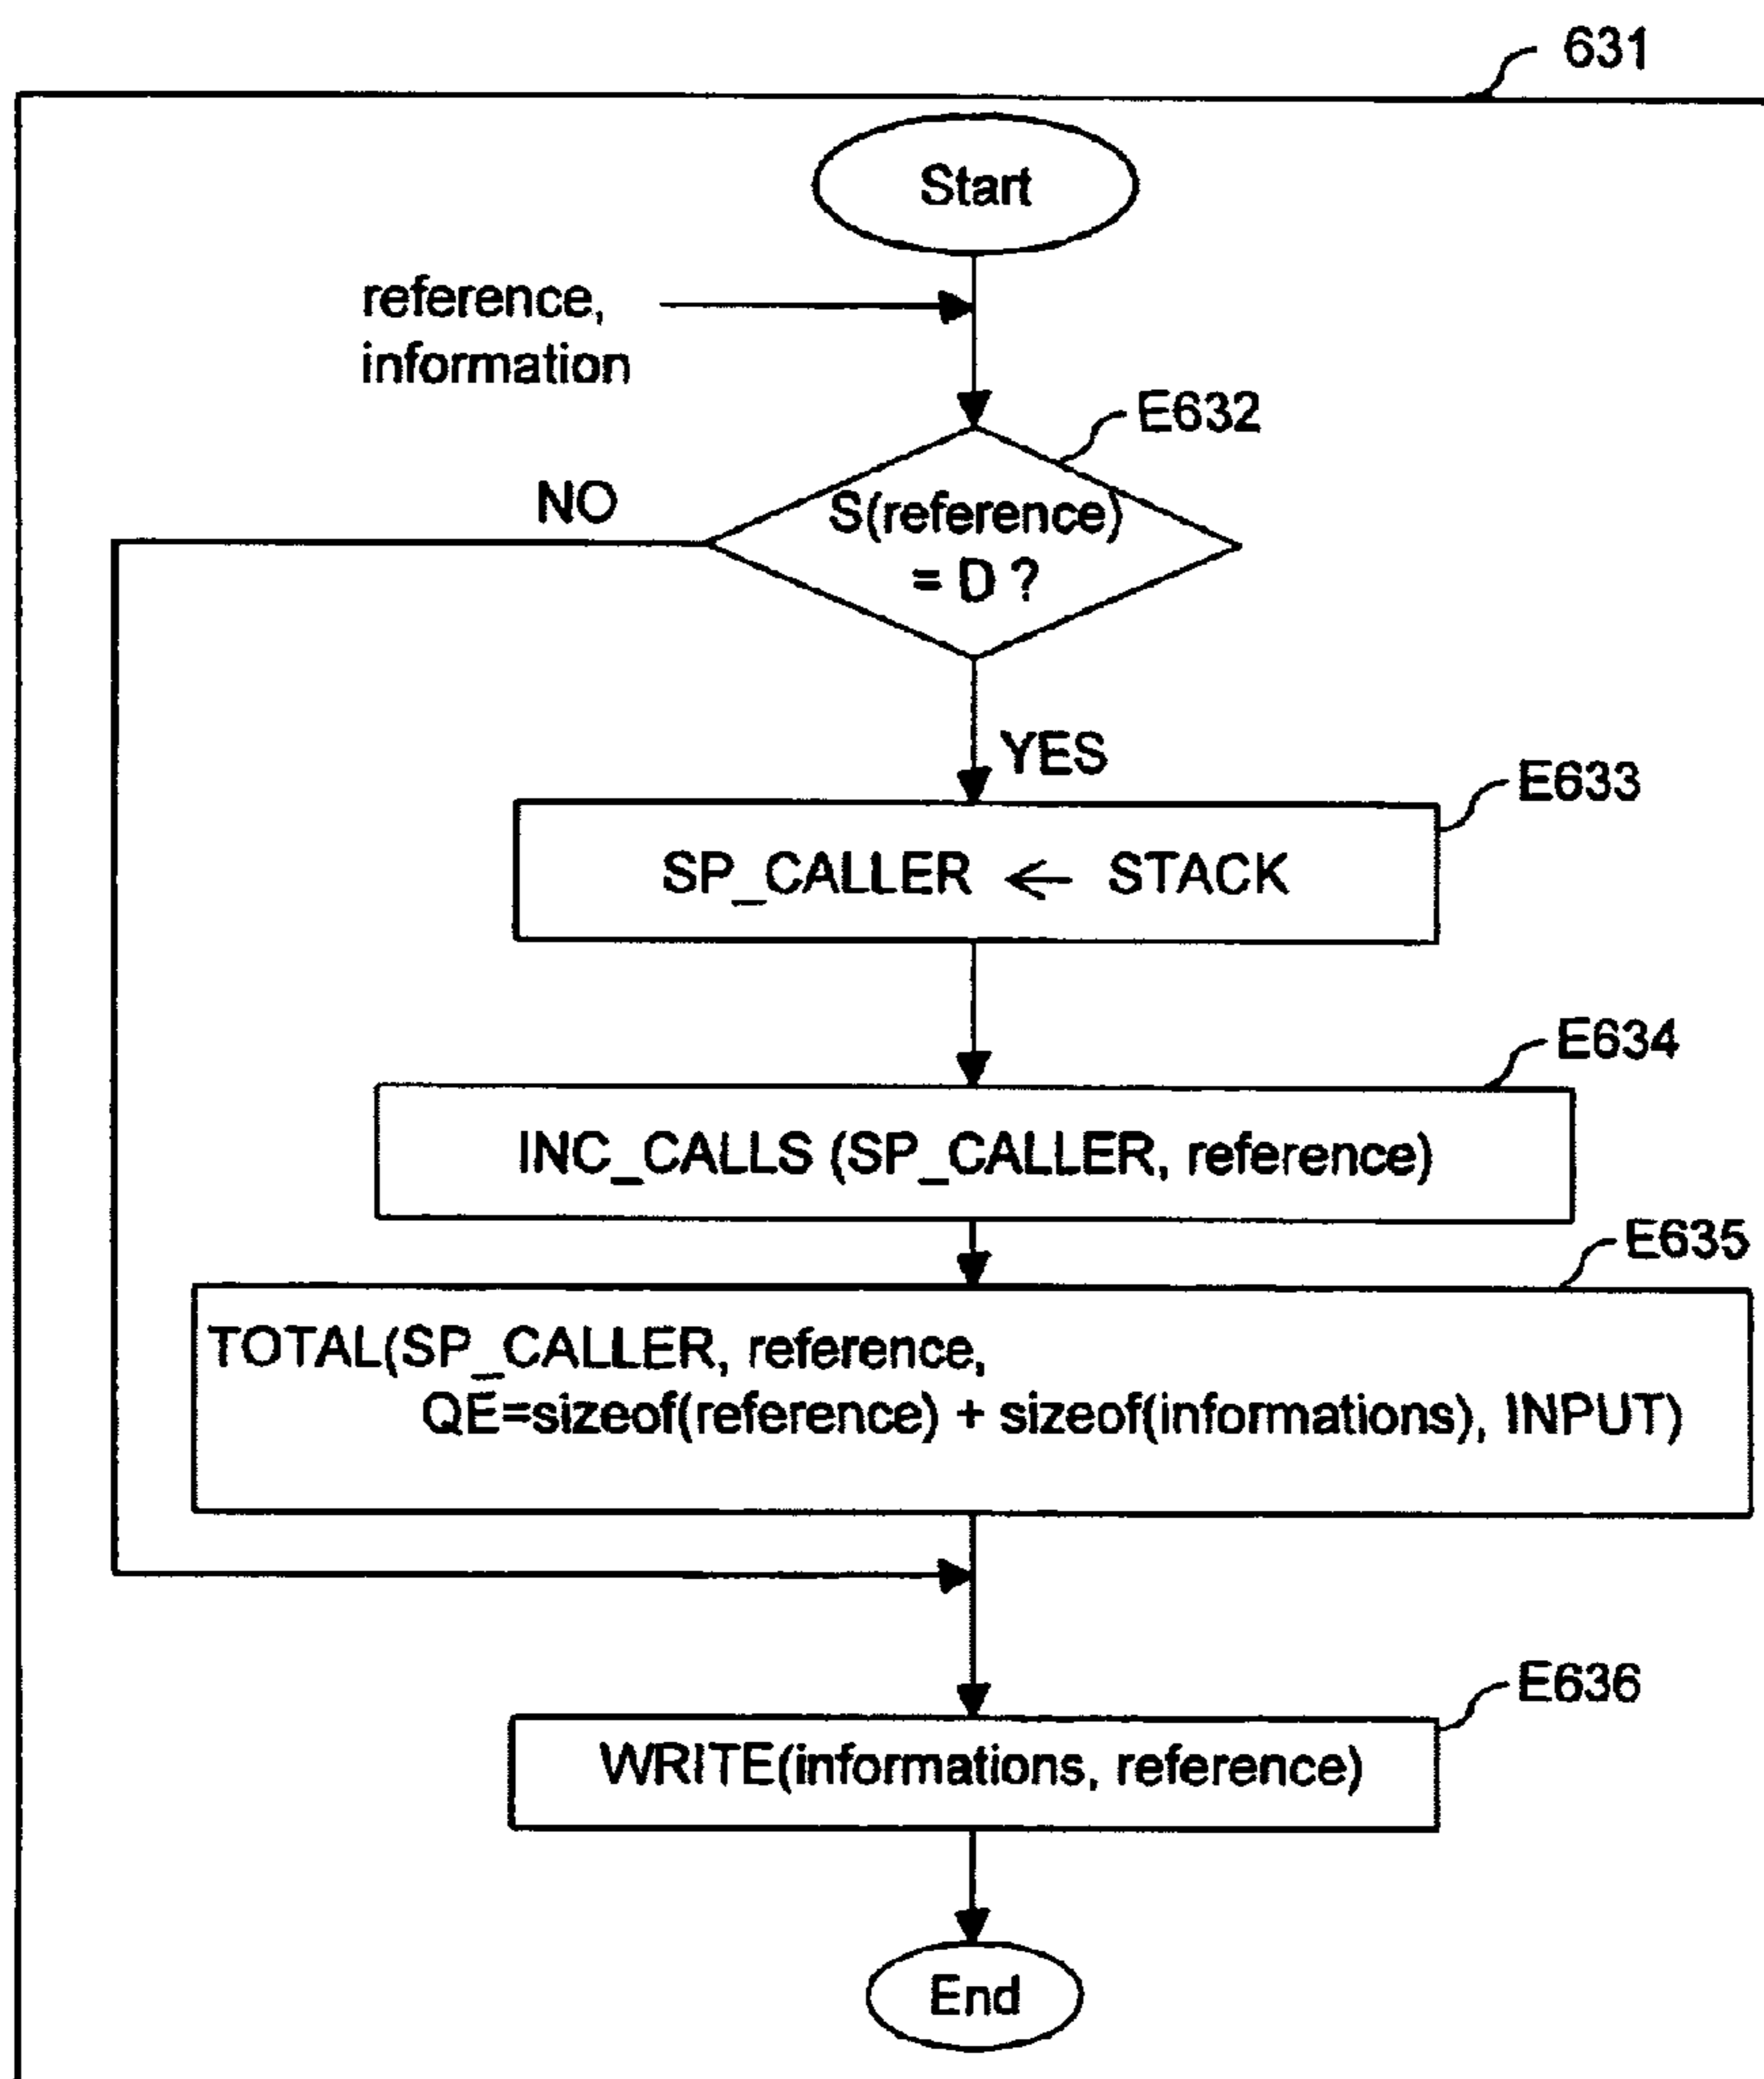 631
Start
reference,
information
E632
NO
S(reference)
= D ?
YES
E633
SP_CALLER ← STACK
E634
INC_CALLS (SP_CALLER, reference)
E635
TOTAL(SP_CALLER, reference,
QE=sizeof(reference) + sizeof(informations), INPUT)
E636
WRITE(informations, reference)
End